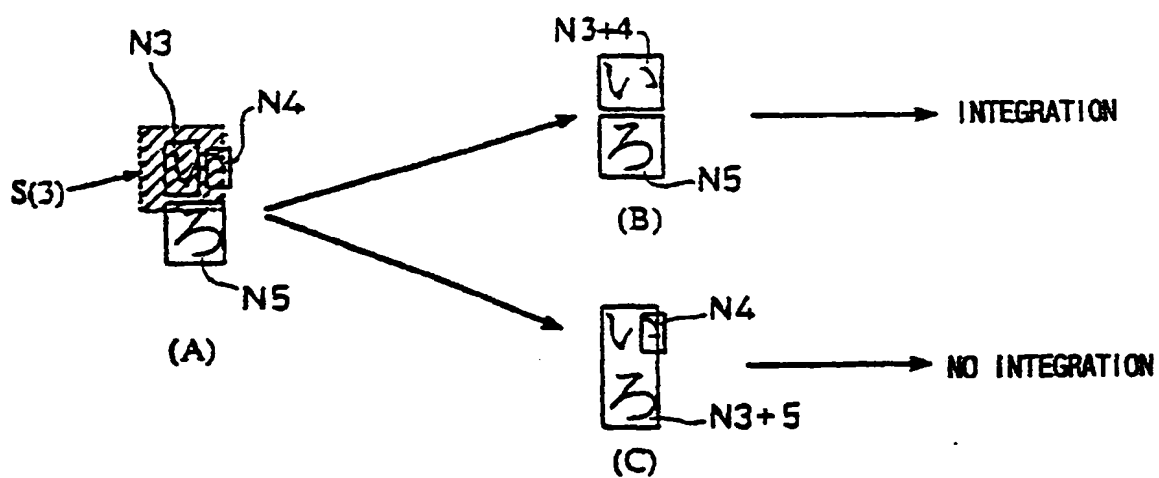 N3
N4
S(3)
い
ろ
N5
(A)
N3+4
い
ろ
N5
(B)
INTEGRATION
い
N4
ろ
N3+5
(C)
NO INTEGRATION